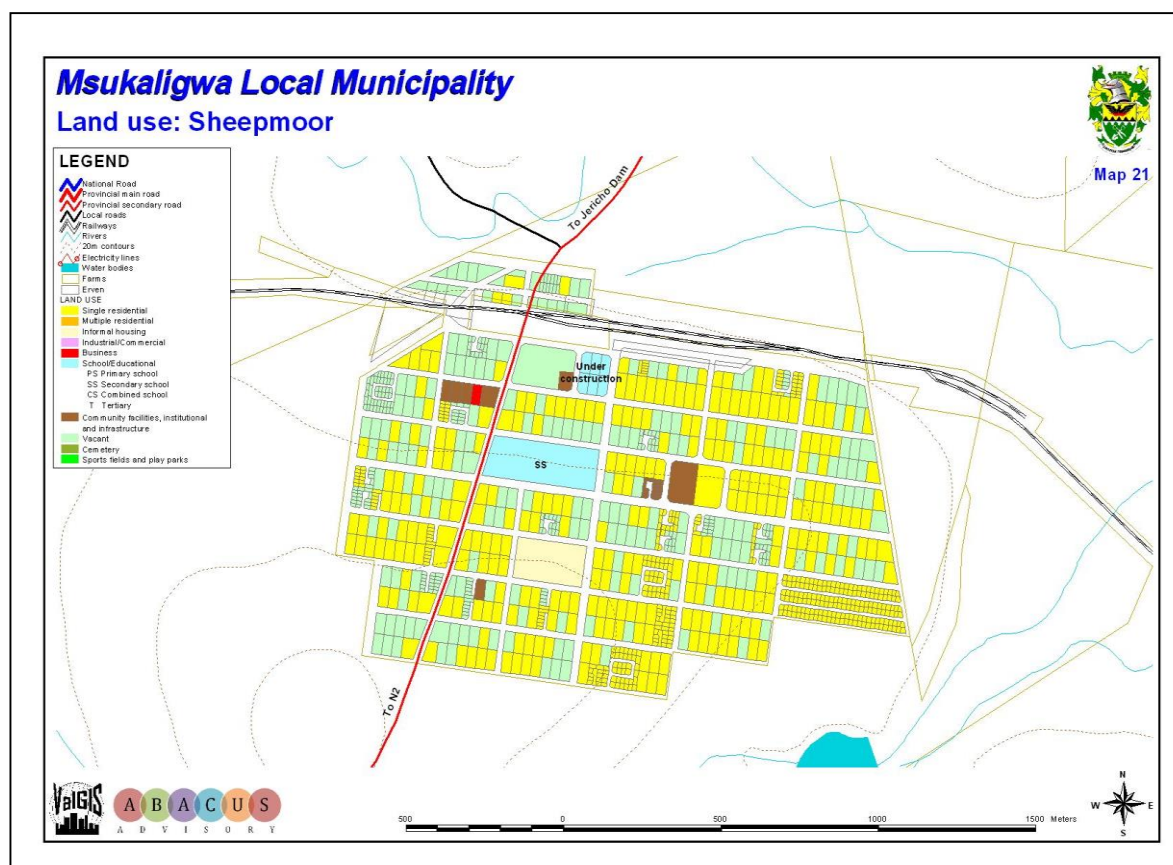 Msukaligwa Local Municipality
Land use: Sheepmoor
Map 21
LEGEND
National Road
Provincial main road
Provincial secondary road
Local roads
Railways
Rivers
20m contours
Electricity lines
Water bodies
Farms
Erven
LAND USE
Single residential
Multiple residential
Informal housing
Industrial/Commercial
Business
School/Educational
PS Primary school
SS Secondary school
CS Combined school
T Tertiary
Community facilities, institutional
and infrastructure
Vacant
Cemetery
Sports fields and play parks
To Jericho Dam
Under
construction
SS
To N2
ValGIS
ABACUS
ADVISORY
500 0 500 1000 1500 Meters
N
W E
S